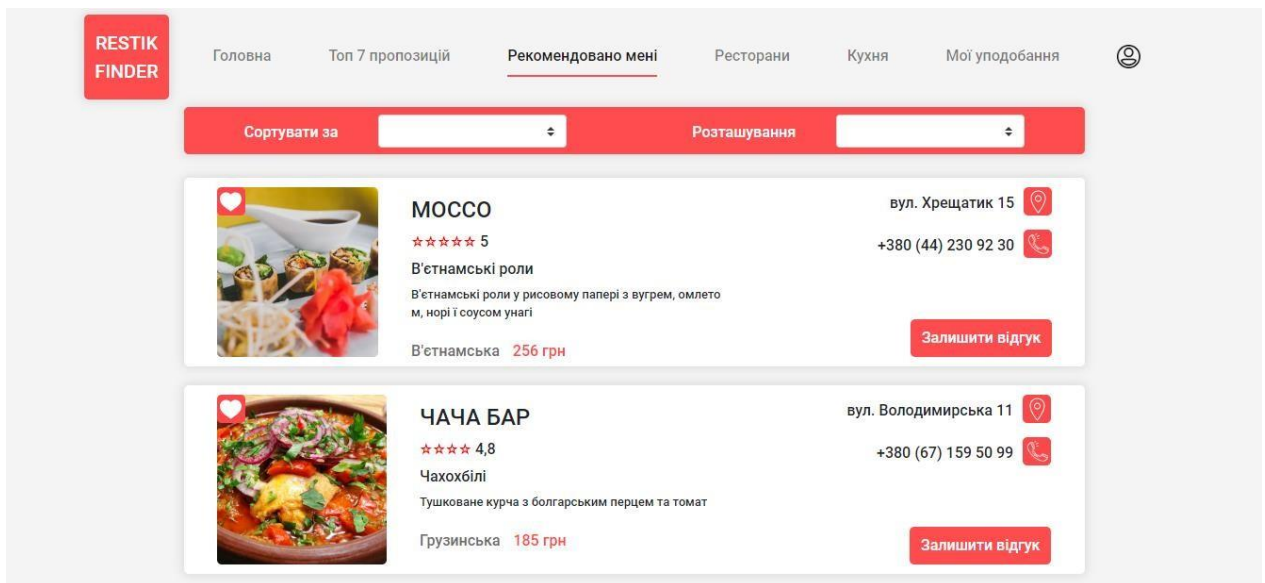 RESTIK
FINDER
Головна
Топ 7 пропозицій
Рекомендовано мені
Ресторани
Кухня
Мої уподобання
Сортувати за
Розташування
МОССО
5
В'єтнамські роли
В'єтнамські роли у рисовому папері з вугрем, омлето
м, норі ї соусом унагі
В'єтнамська 256 грн
вул. Хрещатик 15
+380 (44) 230 92 30
Залишити відгук
ЧАЧА БАР
4,8
Чахохбілі
Тушковане курча з болгарським перцем та томат
Грузинська 185 грн
вул. Володимирська 11
+380 (67) 159 50 99
Залишити відгук